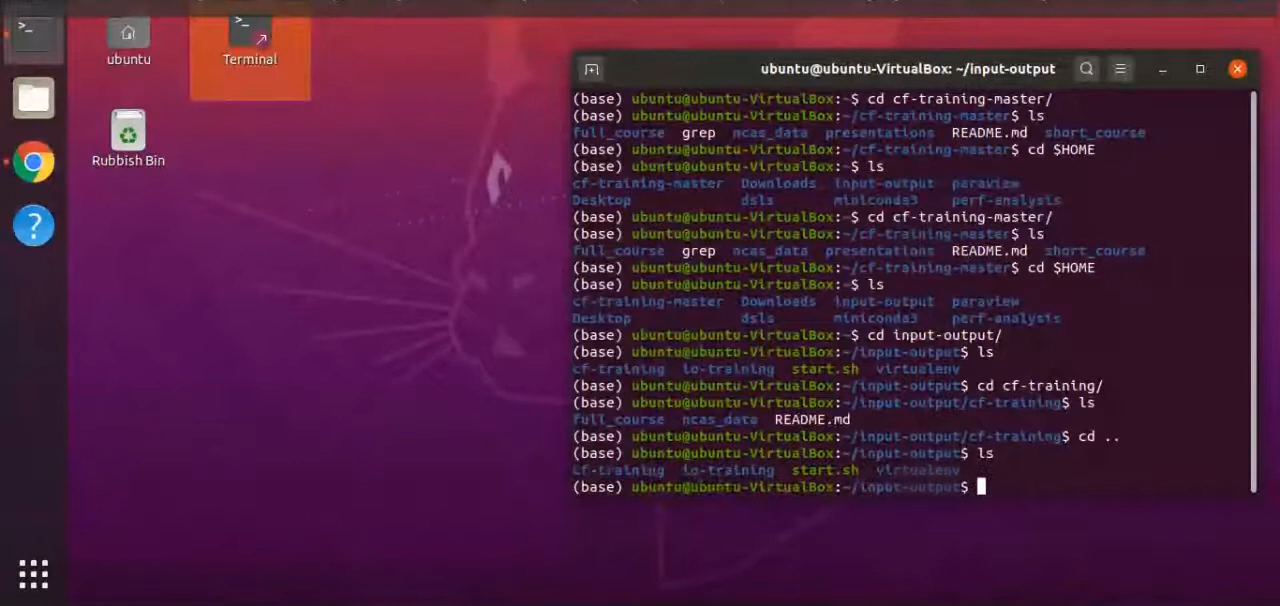 ubuntu
Terminal
Rubbish Bin
ubuntu@ubuntu-VirtualBox: ~/input-output
(base) ubuntu@ubuntu-VirtualBox:~$ cd cf-training-master/
(base) ubuntu@ubuntu-VirtualBox:~/cf-training-master$ ls
full_course grep ncas_data presentations README.md short_course
(base) ubuntu@ubuntu-VirtualBox:~/cf-training-master$ cd $HOME
(base) ubuntu@ubuntu-VirtualBox:~$ ls
cf-training-master Downloads input-output paraview
Desktop dsls miniconda3 perf-analysis
(base) ubuntu@ubuntu-VirtualBox:~$ cd cf-training-master/
(base) ubuntu@ubuntu-VirtualBox:~/cf-training-master$ ls
full_course grep ncas_data presentations README.md short_course
(base) ubuntu@ubuntu-VirtualBox:~/cf-training-master$ cd $HOME
(base) ubuntu@ubuntu-VirtualBox:~$ ls
cf-training-master Downloads input-output paraview
Desktop dsls miniconda3 perf-analysis
(base) ubuntu@ubuntu-VirtualBox:~$ cd input-output/
(base) ubuntu@ubuntu-VirtualBox:~/input-output$ ls
cf-training io-training start.sh virtualenv
(base) ubuntu@ubuntu-VirtualBox:~/input-output$ cd cf-training/
(base) ubuntu@ubuntu-VirtualBox:~/input-output/cf-training$ ls
full_course ncas_data README.md
(base) ubuntu@ubuntu-VirtualBox:~/input-output/cf-training$ cd ..
(base) ubuntu@ubuntu-VirtualBox:~/input-output$ ls
cf-training io-training start.sh virtualenv
(base) ubuntu@ubuntu-VirtualBox:~/input-output$